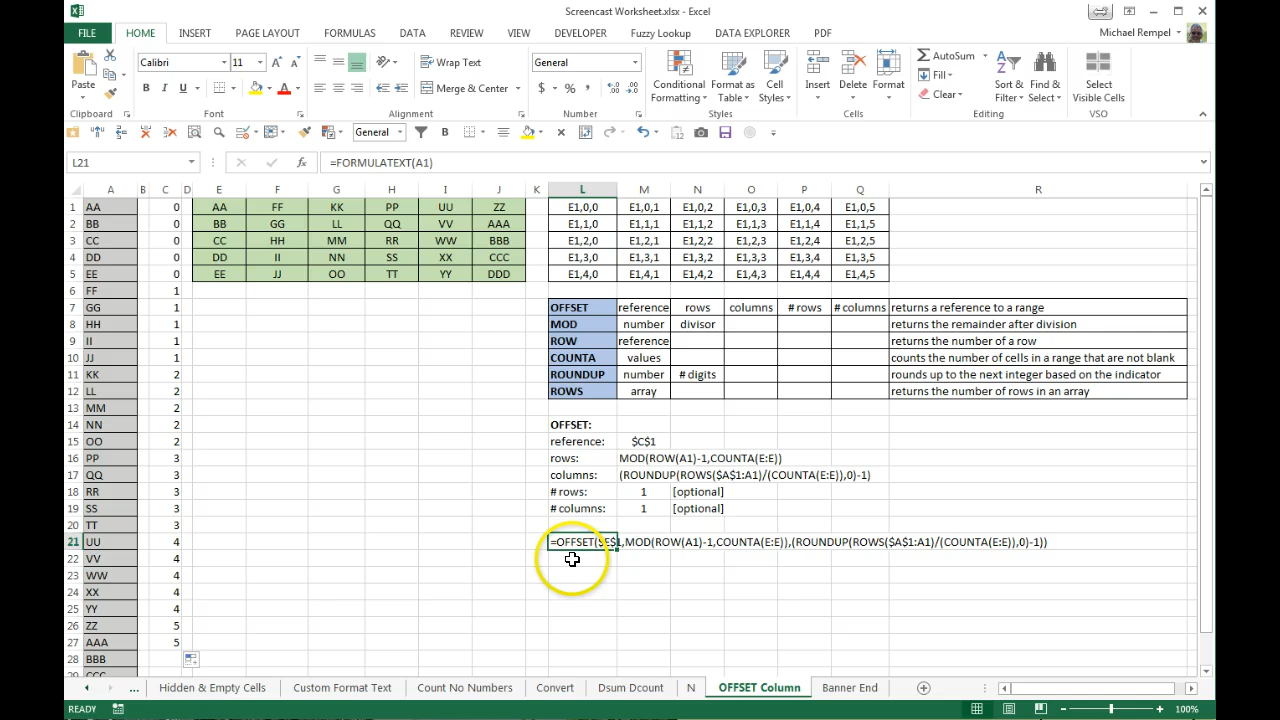 Screencast Worksheet.xlsx - Excel
FILE HOME INSERT PAGE LAYOUT FORMULAS DATA REVIEW VIEW DEVELOPER Fuzzy Lookup DATA EXPLORER PDF Michael Rempel
Calibri 11 Wrap Text General AutoSum
Paste B I U Merge & Center $ % , Conditional Formatting Format as Table Cell Styles Insert Delete Format Fill Clear Sort & Filter Find & Select Select Visible Cells
Clipboard Font Alignment Number Styles Cells Editing VSO
General B
L21 fx =FORMULATEXT(A1)
A B C D E F G H I J K L M N O P Q R
1 AA 0 AA FF KK PP UU ZZ E1,0,0 E1,0,1 E1,0,2 E1,0,3 E1,0,4 E1,0,5
2 BB 0 BB GG LL QQ VV AAA E1,1,0 E1,1,1 E1,1,2 E1,1,3 E1,1,4 E1,1,5
3 CC 0 CC HH MM RR WW BBB E1,2,0 E1,2,1 E1,2,2 E1,2,3 E1,2,4 E1,2,5
4 DD 0 DD II NN SS XX CCC E1,3,0 E1,3,1 E1,3,2 E1,3,3 E1,3,4 E1,3,5
5 EE 0 EE JJ OO TT YY DDD E1,4,0 E1,4,1 E1,4,2 E1,4,3 E1,4,4 E1,4,5
6 FF 1
7 GG 1 OFFSET reference rows columns # rows # columns returns a reference to a range
8 HH 1 MOD number divisor returns the remainder after division
9 II 1 ROW reference returns the number of a row
10 JJ 1 COUNTA values counts the number of cells in a range that are not blank
11 KK 2 ROUNDUP number # digits rounds up to the next integer based on the indicator
12 LL 2 ROWS array returns the number of rows in an array
13 MM 2
14 NN 2 OFFSET:
15 OO 2 reference: $C$1
16 PP 3 rows: MOD(ROW(A1)-1,COUNTA(E:E))
17 QQ 3 columns: (ROUNDUP(ROWS($A$1:A1)/(COUNTA(E:E)),0)-1)
18 RR 3 # rows: 1 [optional]
19 SS 3 # columns: 1 [optional]
20 TT 3
21 UU 4 =OFFSET($E$1,MOD(ROW(A1)-1,COUNTA(E:E)),(ROUNDUP(ROWS($A$1:A1)/(COUNTA(E:E)),0)-1))
22 VV 4
23 WW 4
24 XX 4
25 YY 4
26 ZZ 5
27 AAA 5
28 BBB
29 CCC
... Hidden & Empty Cells Custom Format Text Count No Numbers Convert Dsum Dcount N OFFSET Column Banner End
READY 100%